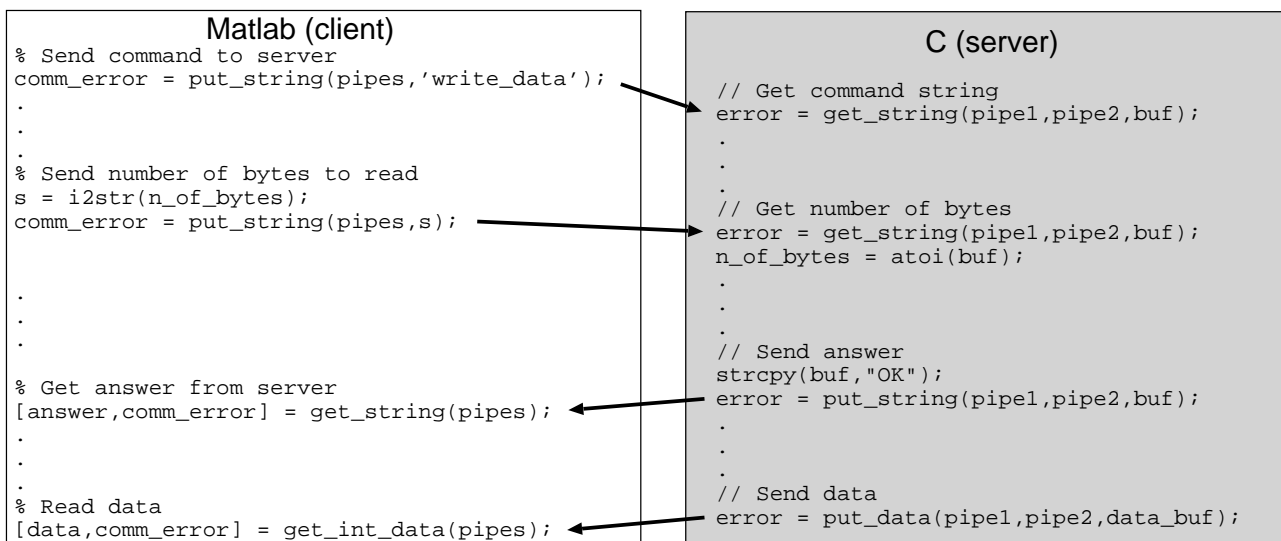 Matlab (client)
% Send command to server
comm_error = put_string(pipes,’write_data’);
.
.
.
% Send number of bytes to read
s = i2str(n_of_bytes);
comm_error = put_string(pipes,s);
.
.
.
% Get answer from server
[answer,comm_error] = get_string(pipes);
.
.
.
% Read data
[data,comm_error] = get_int_data(pipes);
C (server)
// Get command string
error = get_string(pipe1,pipe2,buf);
.
.
.
// Get number of bytes
error = get_string(pipe1,pipe2,buf);
n_of_bytes = atoi(buf);
.
.
.
// Send answer
strcpy(buf,"OK");
error = put_string(pipe1,pipe2,buf);
.
.
.
// Send data
error = put_data(pipe1,pipe2,data_buf);